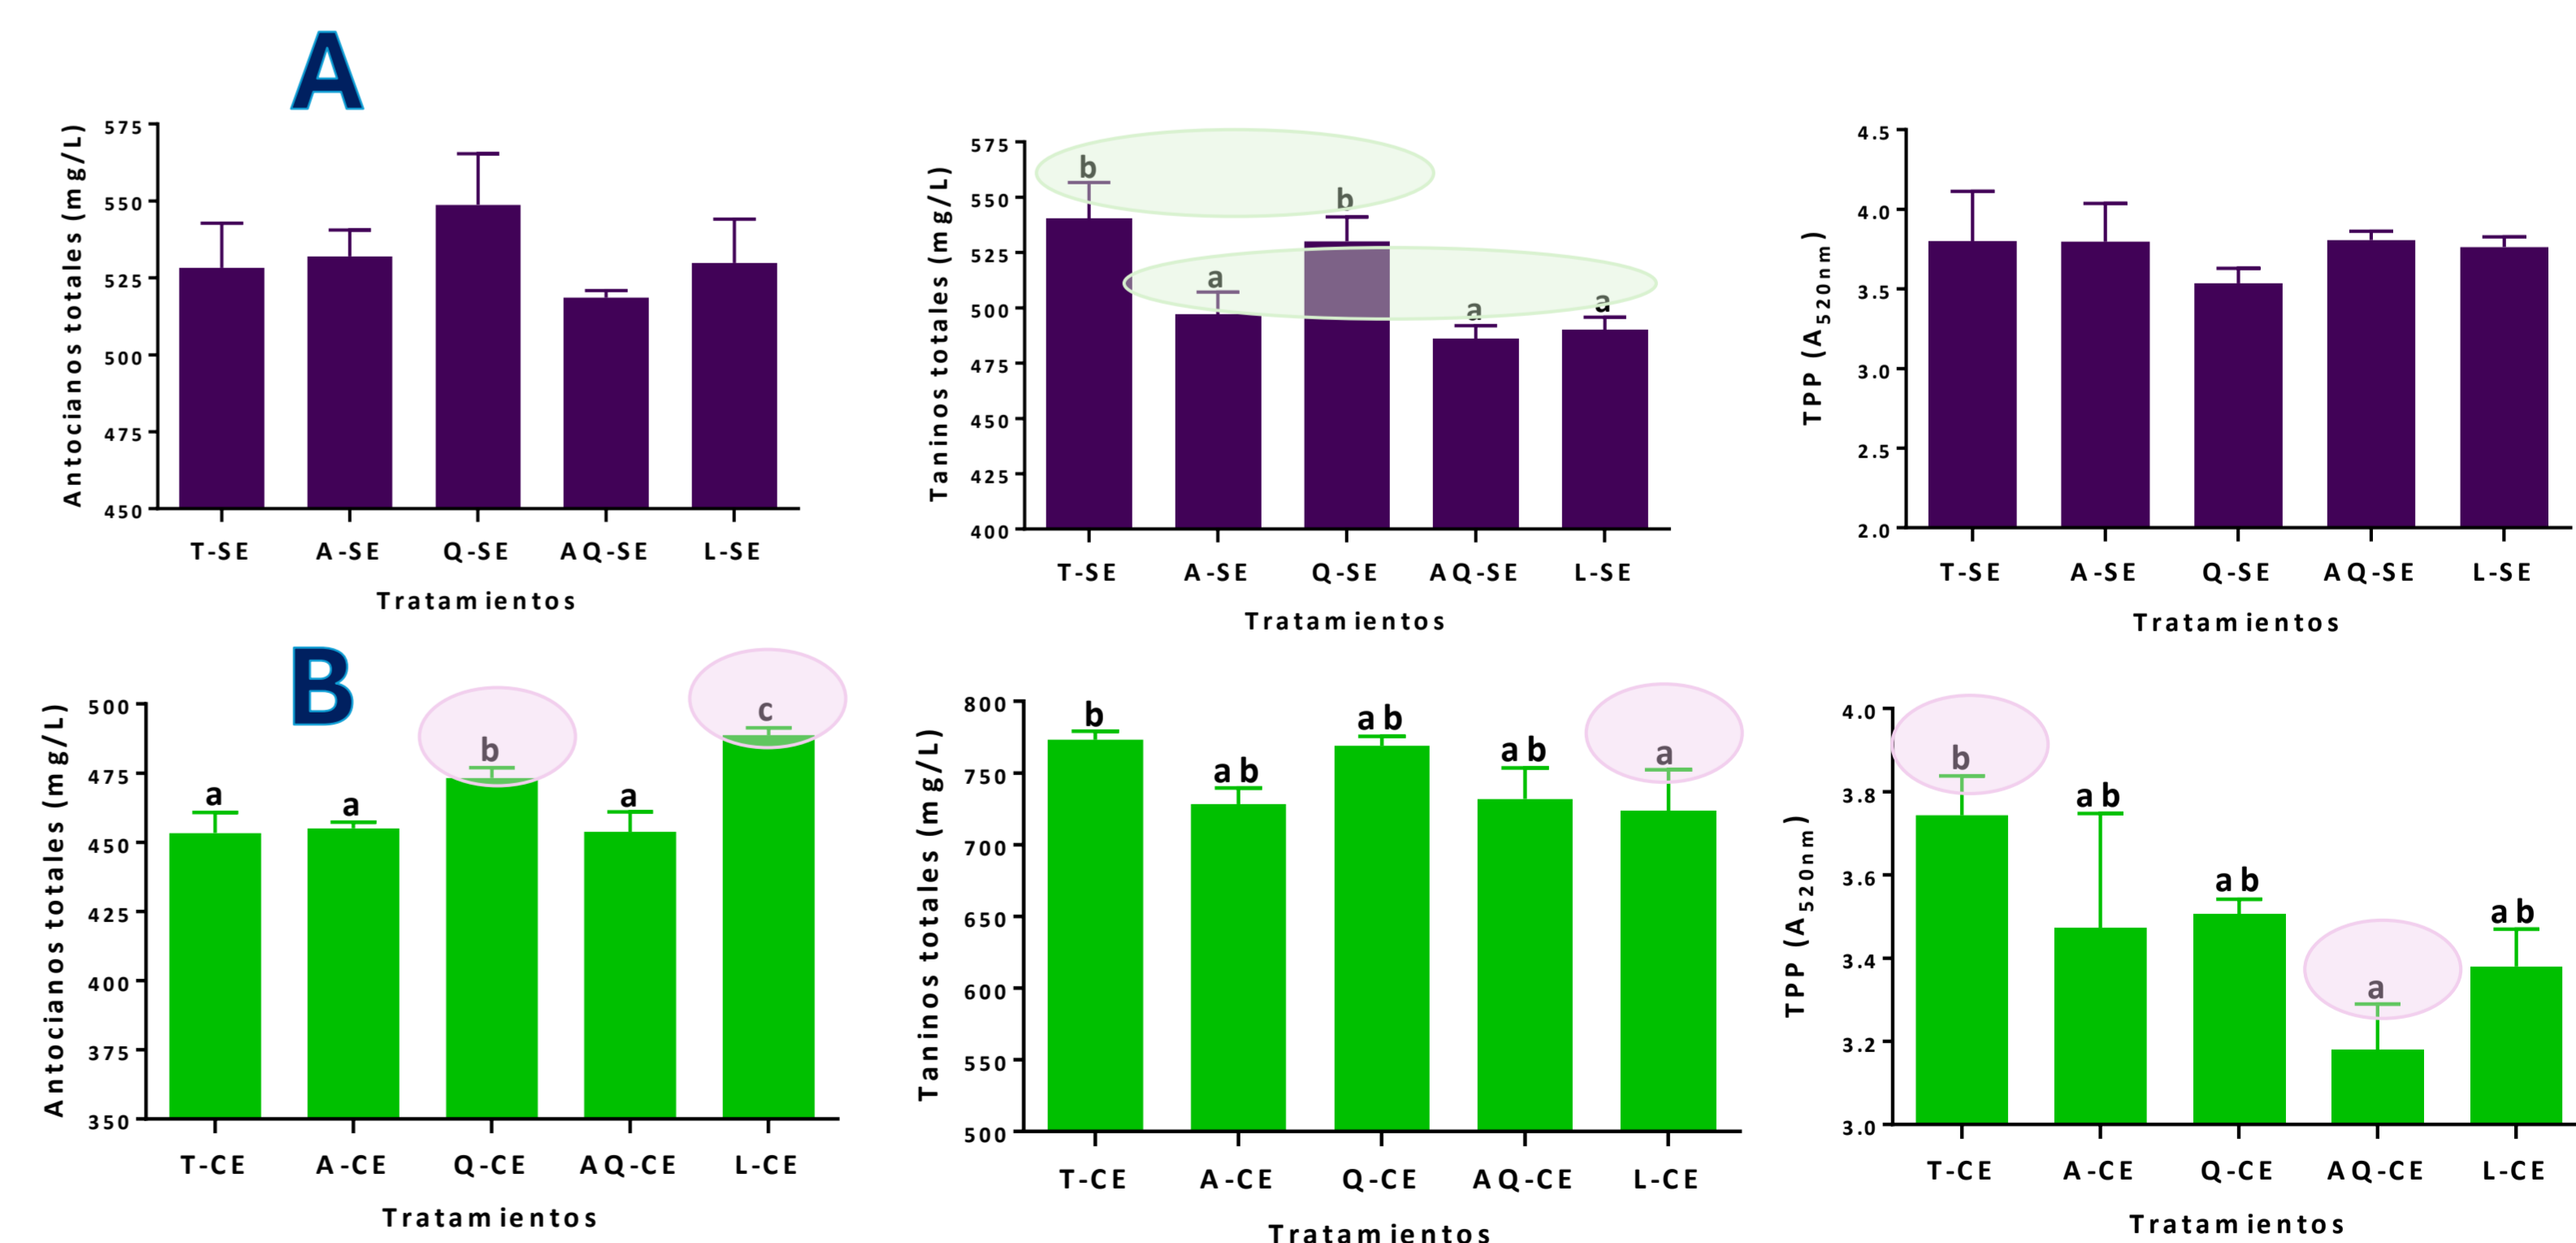 A
Antocianos totales (mg/L)
575
550
525
500
475
450
T-SE A-SE Q-SE AQ-SE L-SE
Tratamientos
Taninos totales (mg/L)
575
550
525
500
475
450
425
400
b
a
b
a
a
T-SE A-SE Q-SE AQ-SE L-SE
Tratamientos
TPP (A520nm)
4.5
4.0
3.5
3.0
2.5
2.0
T-SE A-SE Q-SE AQ-SE L-SE
Tratamientos
B
Antocianos totales (mg/L)
500
475
450
425
400
375
350
a
a
b
a
c
T-CE A-CE Q-CE AQ-CE L-CE
Tratamientos
Taninos totales (mg/L)
800
750
700
650
600
550
500
b
ab
ab
ab
a
T-CE A-CE Q-CE AQ-CE L-CE
Tratamientos
TPP (A520nm)
4.0
3.8
3.6
3.4
3.2
3.0
b
ab
ab
a
ab
T-CE A-CE Q-CE AQ-CE L-CE
Tratamientos